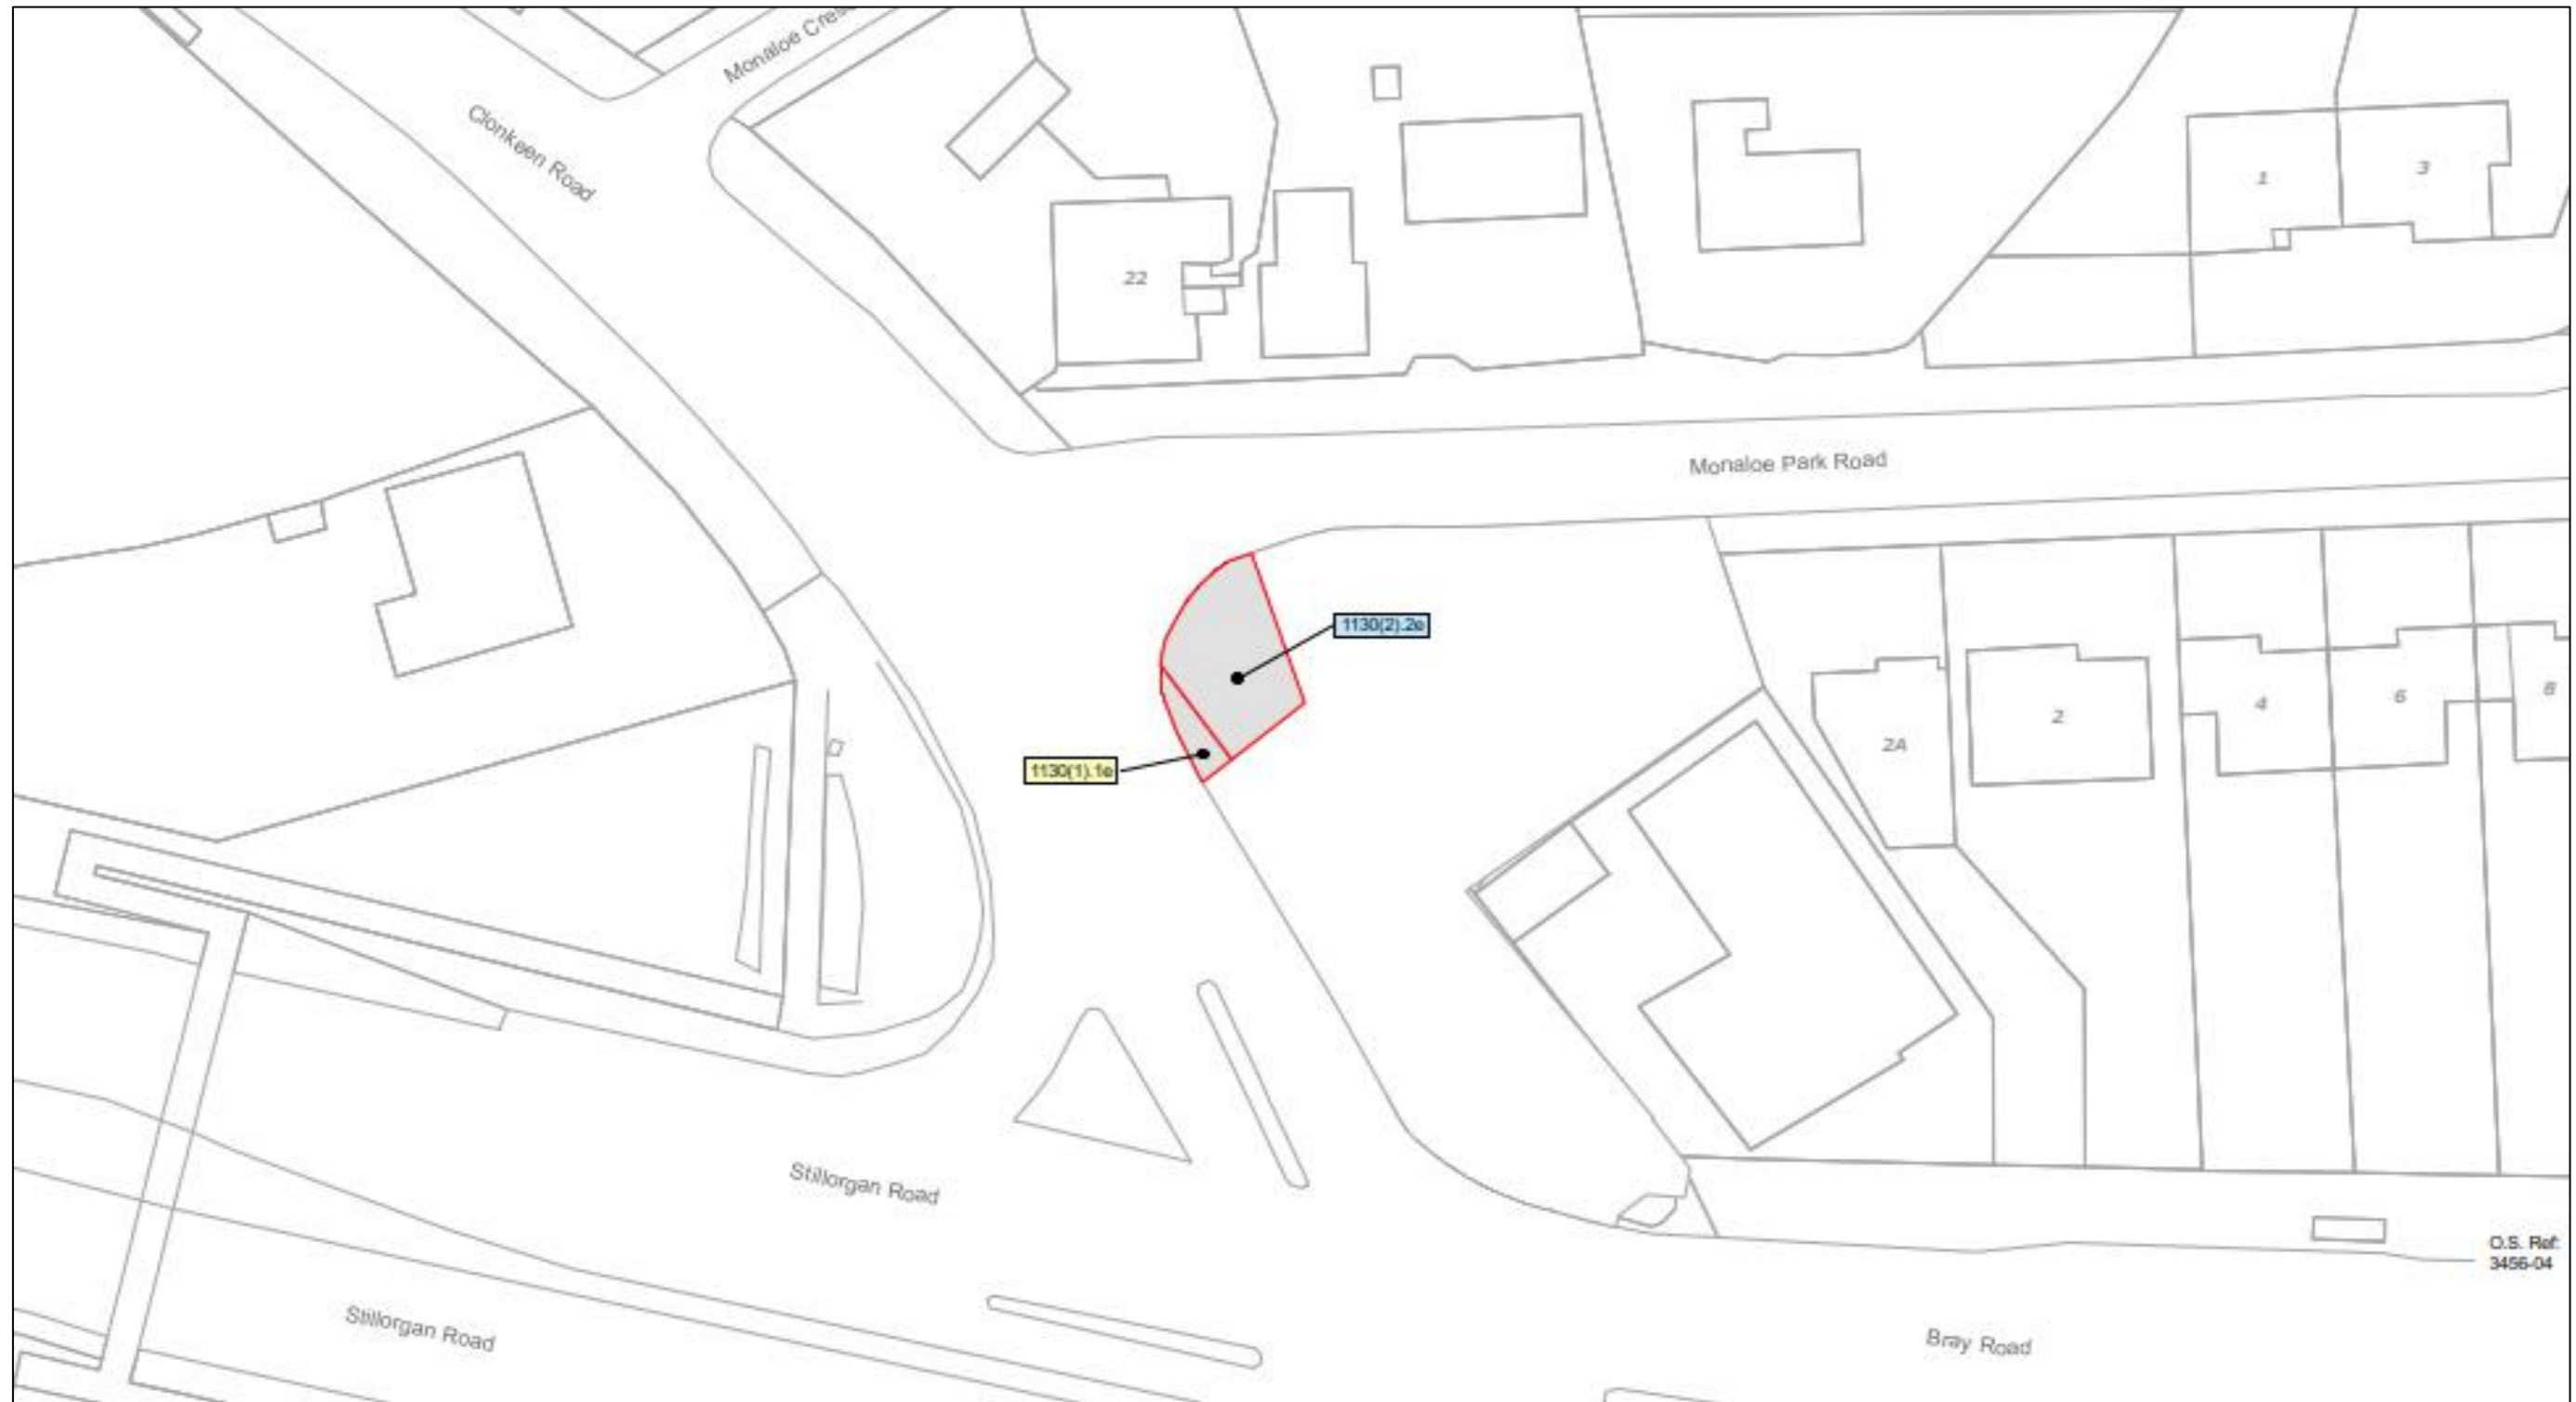 Monaloe Cres
Clonkeen Road
1
3
22
Monaloe Park Road
1130(2).2e
1130(1).1e
2A
2
4
6
8
Stillorgan Road
Stillorgan Road
Bray Road
O.S. Ref:
3456-04